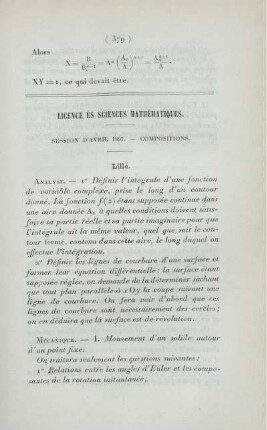 ( 379 )
Alors
X = B / B₁ⁿ⁺¹ = Aⁿ (A₁ / A)ⁿ⁺¹ = A₁ⁿ⁺¹ / A .
XY = 1, ce qui devait être.
LICENCE ÈS SCIENCES MATHÉMATIQUES.
SESSION D'AVRIL 1907. — COMPOSITIONS.
Lille.
ANALYSE. — 1° Définir l'intégrale d'une fonction
de variable complexe, prise le long d'un contour
donné. La fonction f(z) étant supposée continue dans
une aire donnée A, à quelles conditions doivent satis-
faire sa partie réelle et sa partie imaginaire pour que
l'intégrale ait la même valeur, quel que soit le con-
tour fermé, contenu dans cette aire, le long duquel on
effectue l'intégration.
2° Définir les lignes de courbure d'une surface et
former leur équation différentielle : la surface étant
supposée réglée, on demande de la déterminer sachant
que tout plan parallèle à xOy la coupe suivant une
ligne de courbure. On fera voir d'abord que ces
lignes de courbure sont nécessairement des cercles;
on en déduira que la surface est de révolution.
MÉCANIQUE. — I. Mouvement d'un solide autour
d'un point fixe.
On traitera seulement les questions suivantes :
1° Relations entre les angles d'Euler et les compo-
santes de la rotation instantanée;